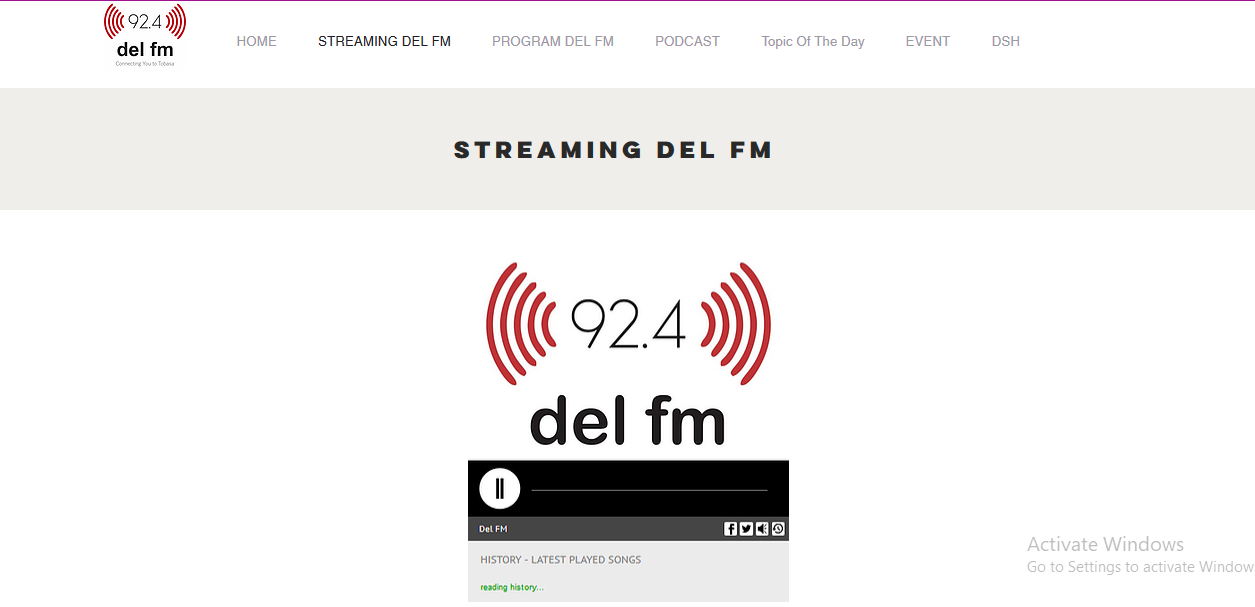 92.4
del fm
Connecting You to Tobasa
HOME STREAMING DEL FM PROGRAM DEL FM PODCAST Topic Of The Day EVENT DSH
STREAMING DEL FM
92.4
del fm
Del FM
HISTORY - LATEST PLAYED SONGS
reading history...
Activate Windows
Go to Settings to activate Window